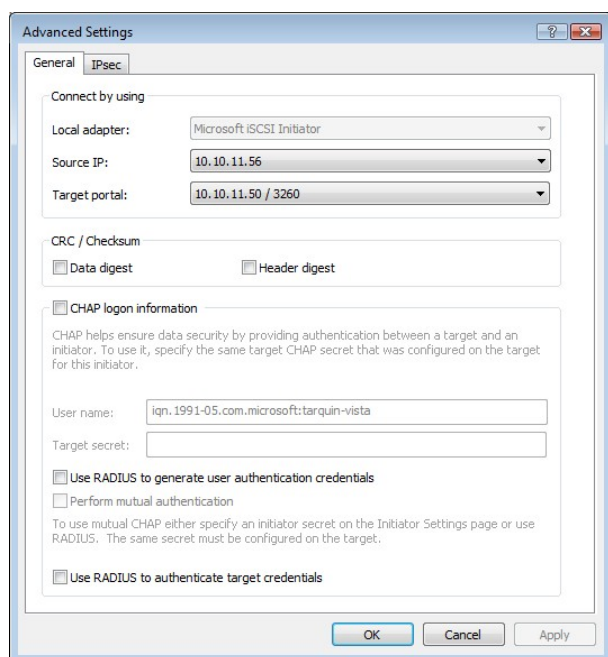 Advanced Settings
General IPsec
Connect by using
Local adapter: Microsoft iSCSI Initiator
Source IP: 10.10.11.56
Target portal: 10.10.11.50 / 3260
CRC / Checksum
Data digest Header digest
CHAP logon information
CHAP helps ensure data security by providing authentication between a target and an
initiator. To use it, specify the same target CHAP secret that was configured on the target
for this initiator.
User name: iqn.1991-05.com.microsoft:tarquin-vista
Target secret:
Use RADIUS to generate user authentication credentials
Perform mutual authentication
To use mutual CHAP either specify an initiator secret on the Initiator Settings page or use
RADIUS. The same secret must be configured on the target.
Use RADIUS to authenticate target credentials
OK Cancel Apply